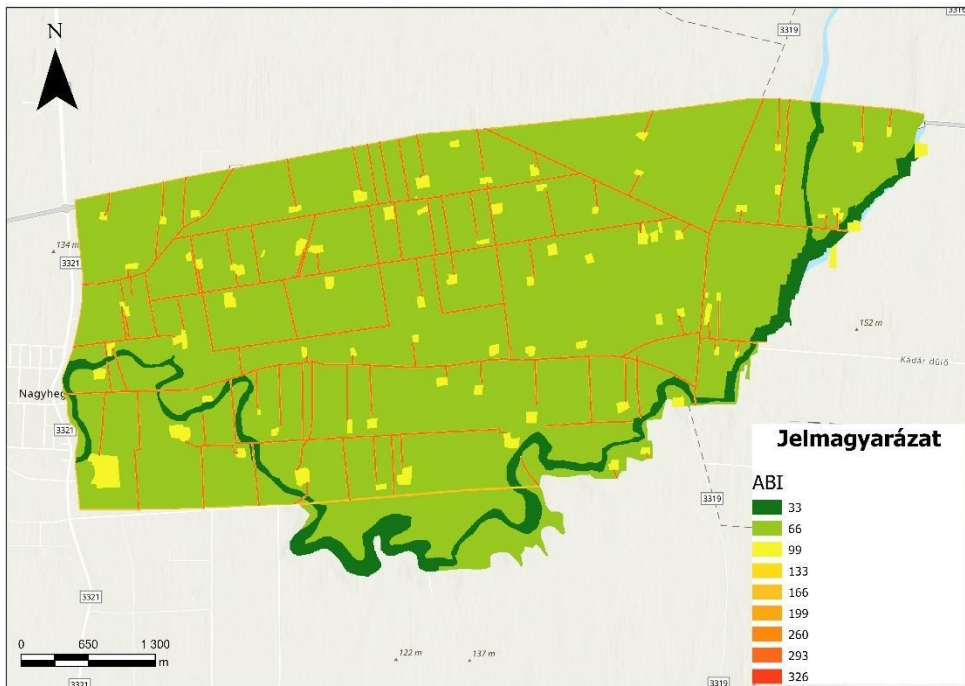 N
3319
3316
134 m
3321
152 m
Kádár dűlő
Nagyheg
3321
3319
3321
122 m
137 m
3321
3319
0 650 1 300
m
Jelmagyarázat
ABI
33
66
99
133
166
199
260
293
326